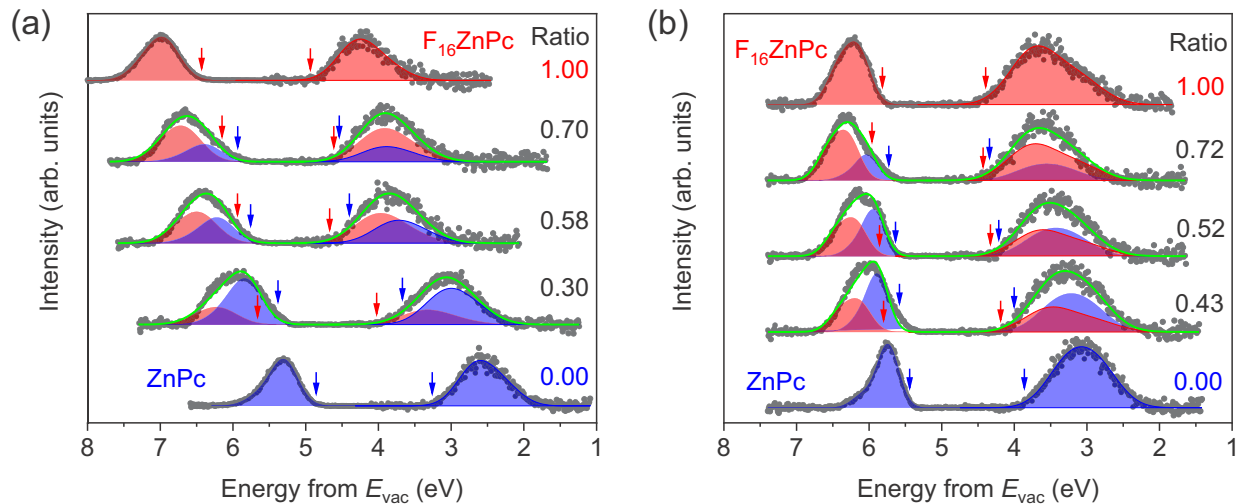 (a)
F16ZnPc
Ratio
1.00
0.70
0.58
0.30
ZnPc
0.00
Intensity (arb. units)
8 7 6 5 4 3 2 1
Energy from Evac (eV)
(b)
F16ZnPc
Ratio
1.00
0.72
0.52
0.43
ZnPc
0.00
Intensity (arb. units)
8 7 6 5 4 3 2 1
Energy from Evac (eV)